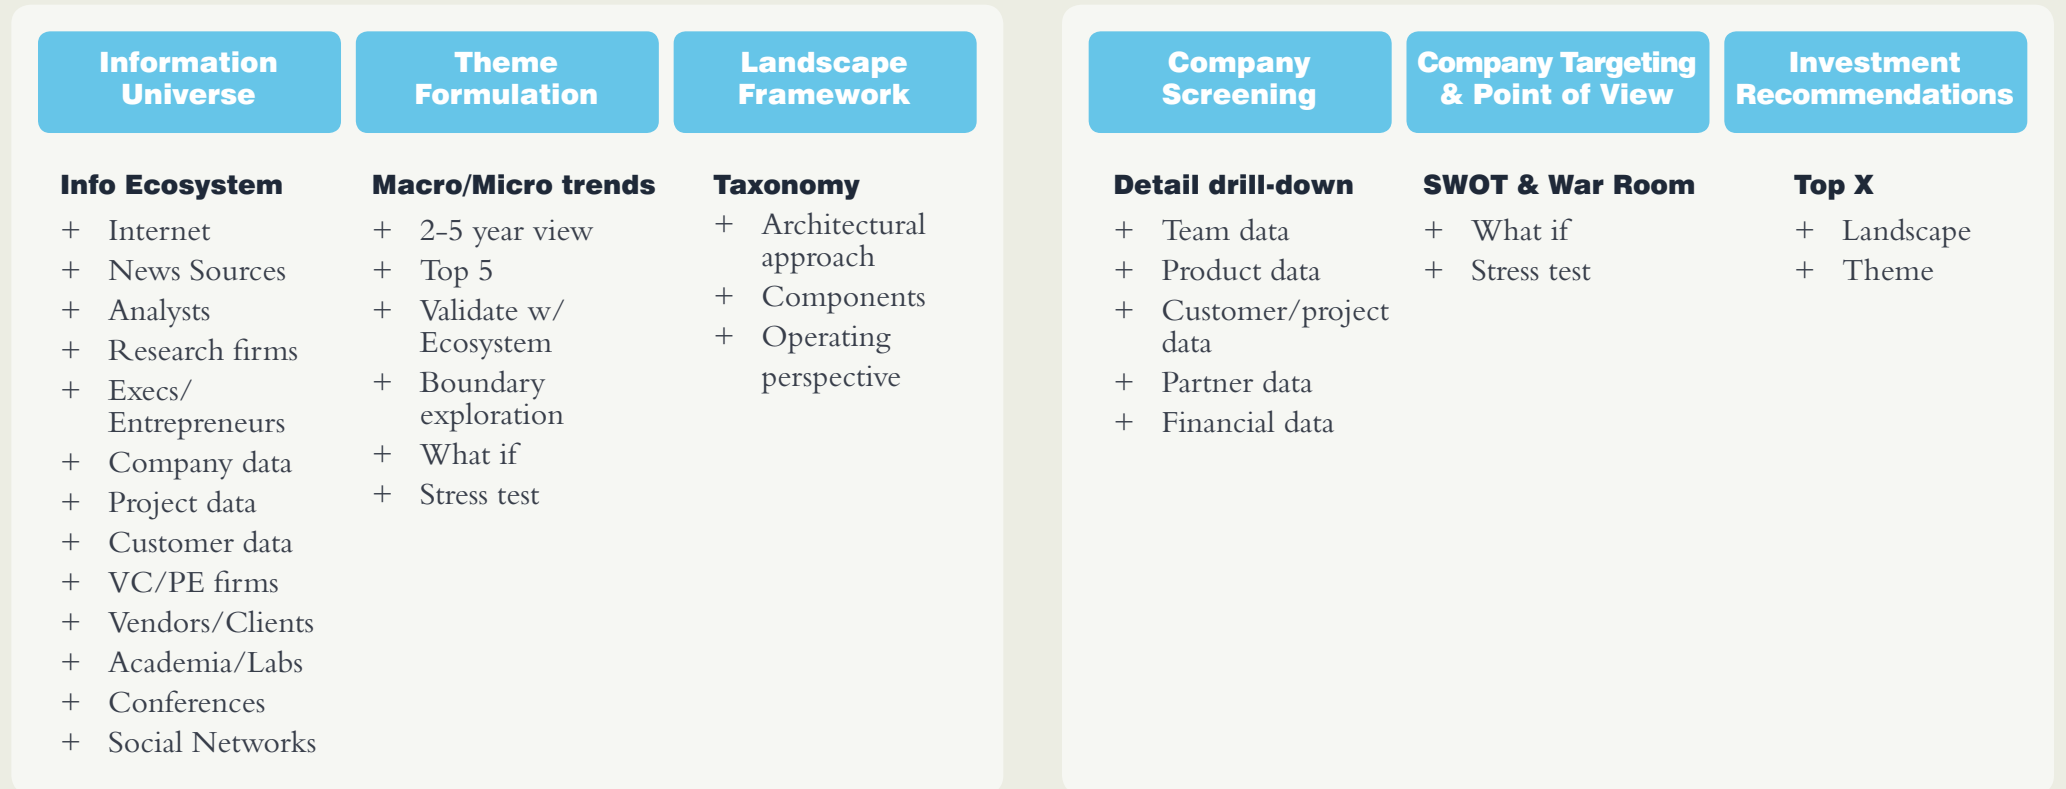 Information
Universe
Info Ecosystem
+ Internet
+ News Sources
+ Analysts
+ Research firms
+ Execs/
Entrepreneurs
+ Company data
+ Project data
+ Customer data
+ VC/PE firms
+ Vendors/Clients
+ Academia/Labs
+ Conferences
+ Social Networks
Theme
Formulation
Macro/Micro trends
+ 2-5 year view
+ Top 5
+ Validate w/
Ecosystem
+ Boundary
exploration
+ What if
+ Stress test
Landscape
Framework
Taxonomy
+ Architectural
approach
+ Components
+ Operating
perspective
Company
Screening
Detail drill-down
+ Team data
+ Product data
+ Customer/project
data
+ Partner data
+ Financial data
Company Targeting
& Point of View
SWOT & War Room
+ What if
+ Stress test
Investment
Recommendations
Top X
+ Landscape
+ Theme